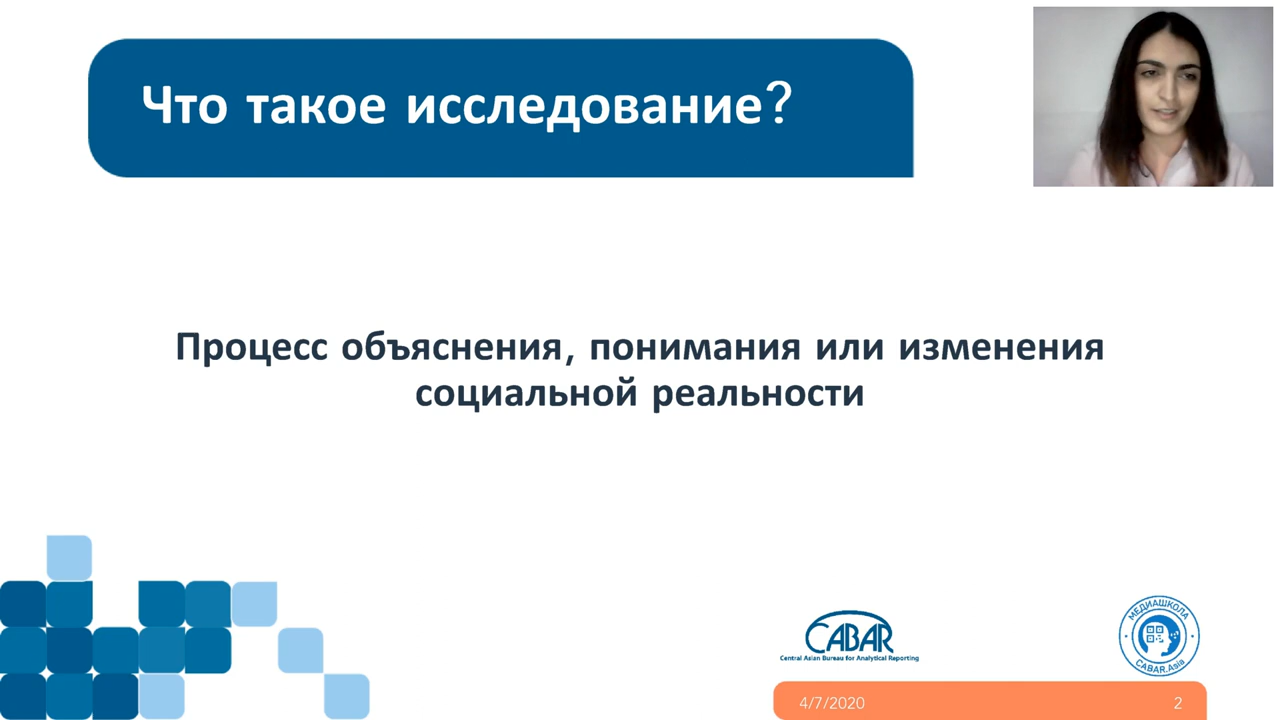 Что такое исследование?
Процесс объяснения, понимания или изменения
социальной реальности
CABAR
Central Asian Bureau for Analytical Reporting
МЕДИАШКОЛА
CABAR.Asia
4/7/2020
2